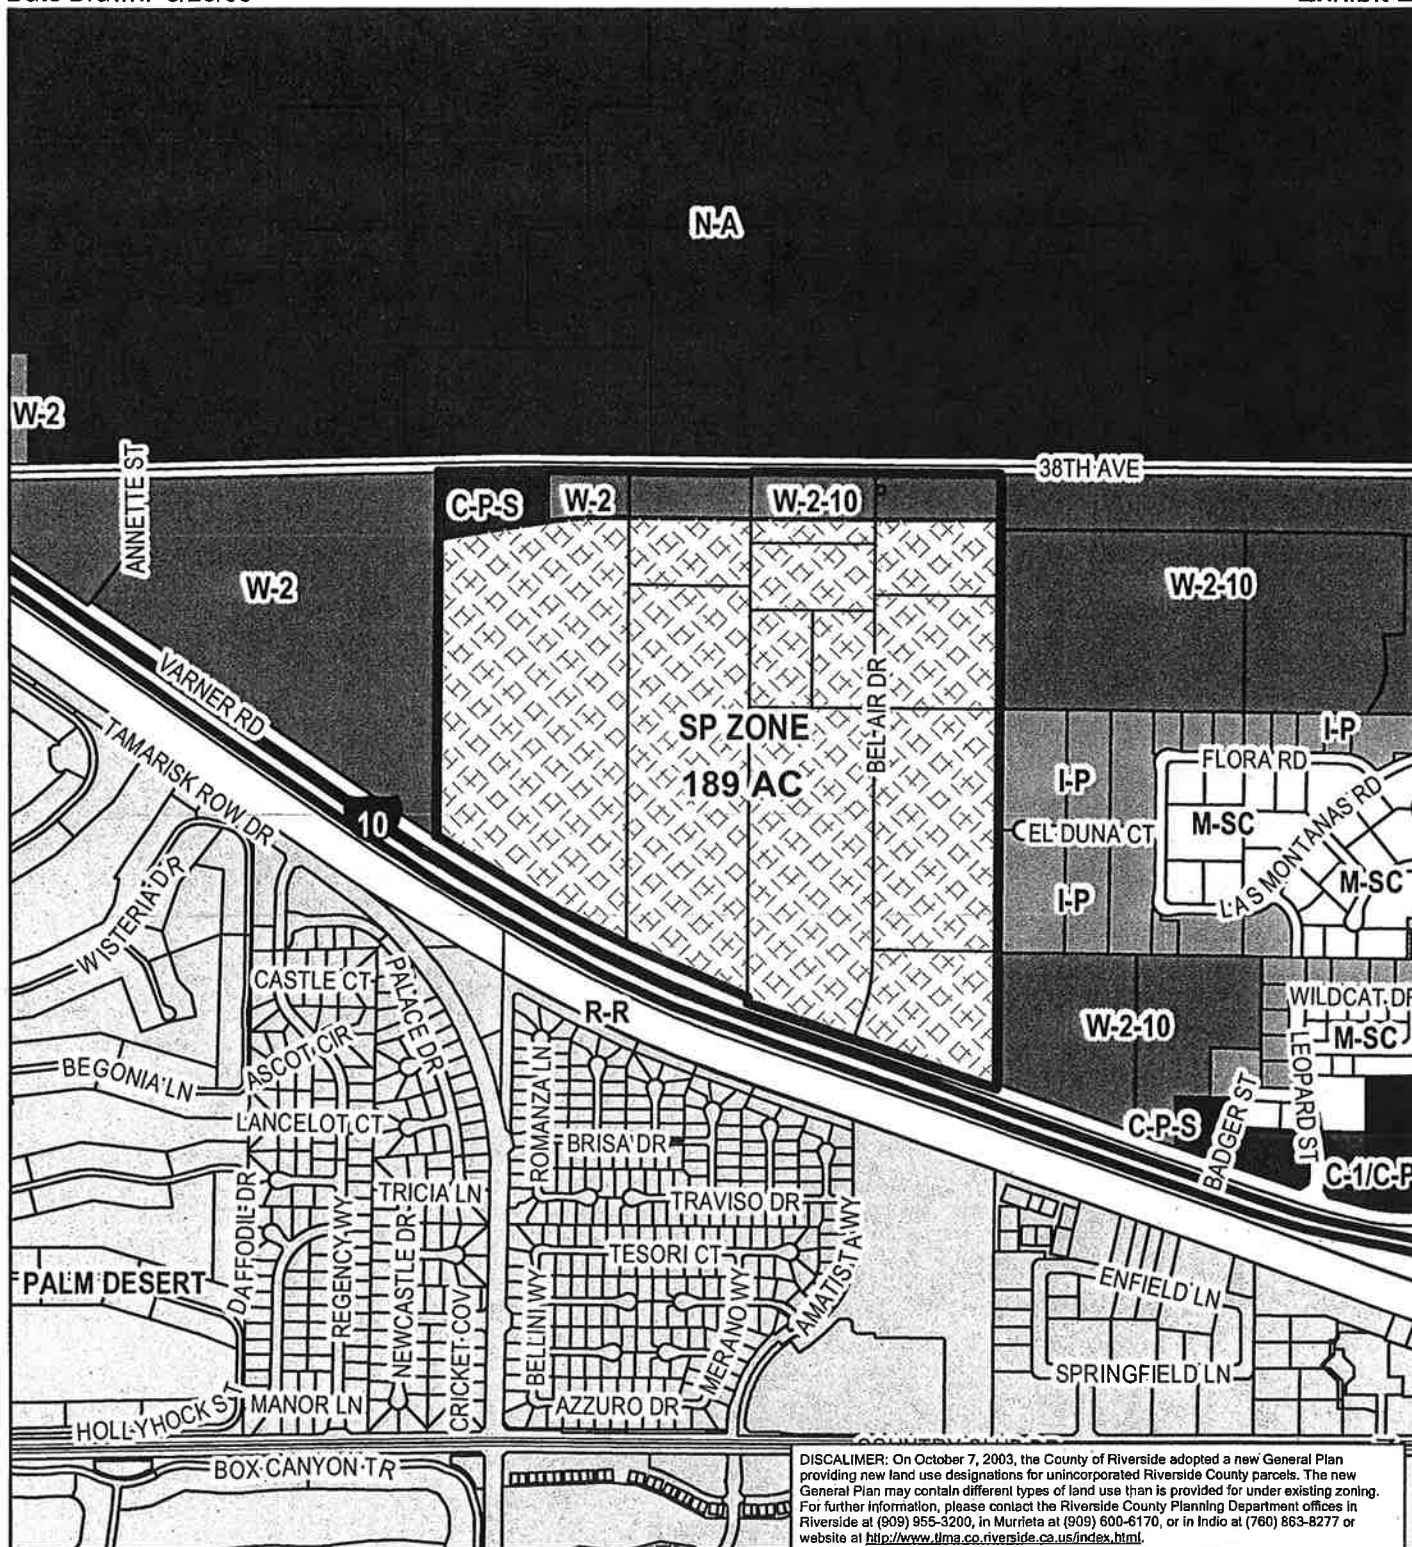 N-A
W-2
ANNETTE ST
38TH AVE
C-P-S
W-2
W-2-10
P
W-2
W-2-10
VARNER RD
TAMARISK ROW DR
10
SP ZONE
189 AC
BEL-AIR DR
I-P
FLORA RD
I-P
EL DUNA CT
M-SC
LAS MONTANAS RD
M-SC
I-P
WISTERIA DR
CASTLE CT
PALACE DR
R-R
W-2-10
WILDCAT DR
M-SC
LEOPARD ST
BEGONIA LN
ASCOT CIR
LANCELOT CT
ROMANZA LN
BRISA DR
C-P-S
BADGER ST
C-1/C-P
TRICIA LN
TRAVISO DR
DAFFODIL DR
REGENCY WY
NEWCASTLE DR
TESORI CT
AMATISTA WY
PALM DESERT
CRICKET COV
BELLINI WY
MERANO WY
ENFIELD LN
SPRINGFIELD LN
HOLLYHOCK ST
MANOR LN
AZZURO DR
BOX CANYON TR
DISCALIMER: On October 7, 2003, the County of Riverside adopted a new General Plan
providing new land use designations for unincorporated Riverside County parcels. The new
General Plan may contain different types of land use than is provided for under existing zoning.
For further information, please contact the Riverside County Planning Department offices in
Riverside at (909) 955-3200, in Murrieta at (909) 600-6170, or in Indio at (760) 863-8277 or
website at http://www.tlma.co.riverside.ca.us/index.html.